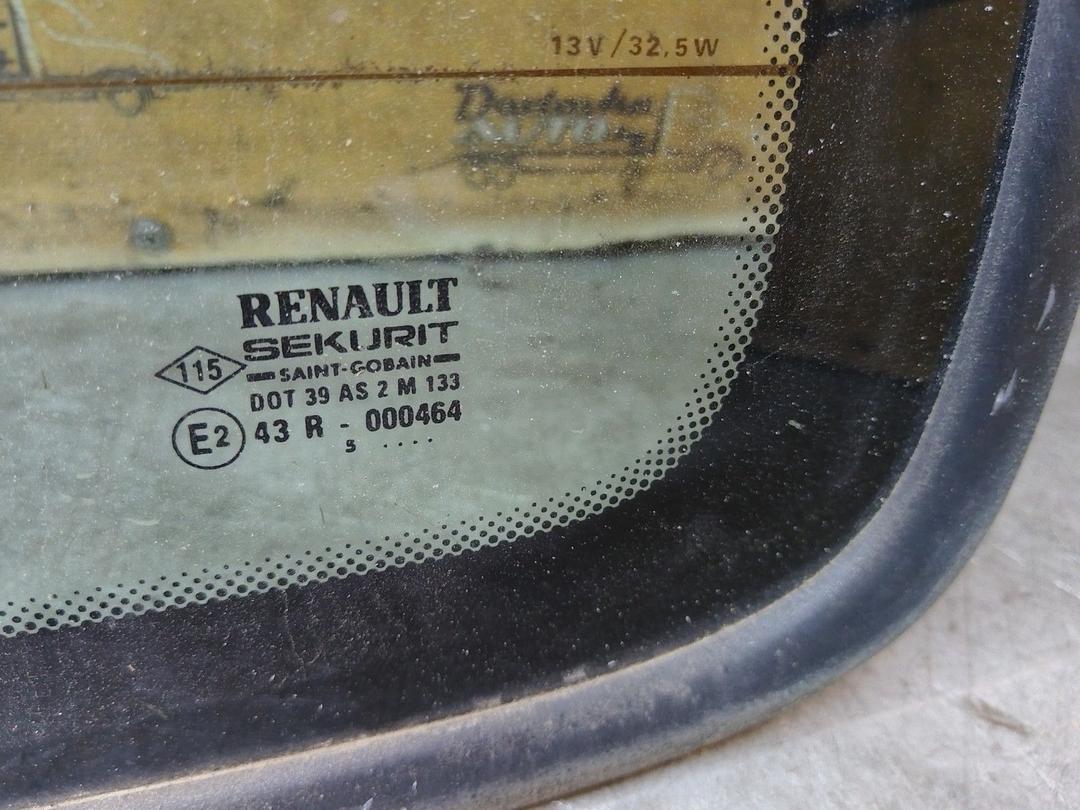 13V/32.5W
RENAULT
SEKURIT
115
SAINT-GOBAIN
DOT 39 AS 2 M 133
E2 43 R - 000464
5 ....